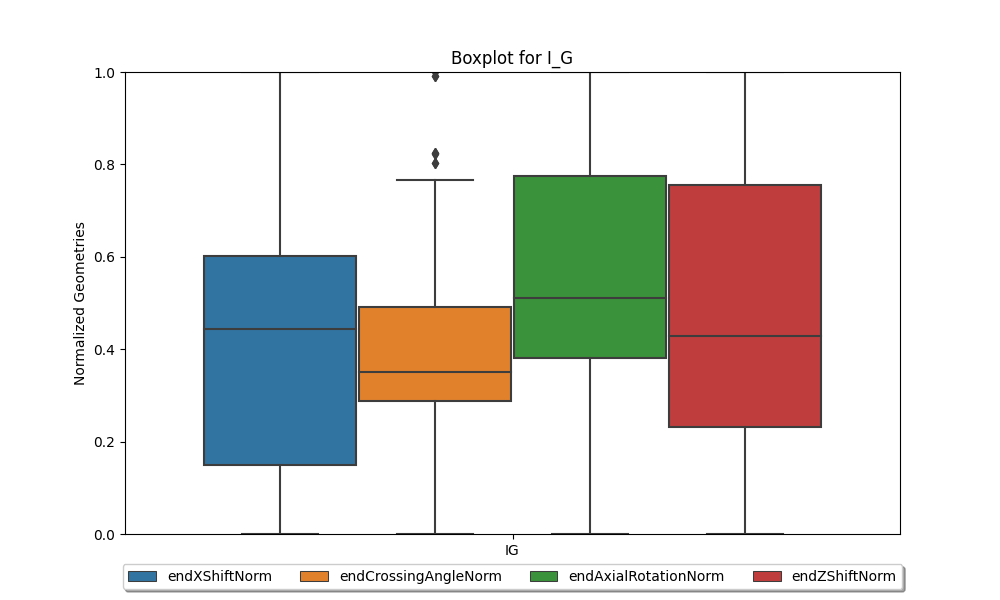 Boxplot for I_G
1.0
0.8
0.6
0.4
0.2
0.0
Normalized Geometries
IG
endXShiftNorm endCrossingAngleNorm endAxialRotationNorm endZShiftNorm